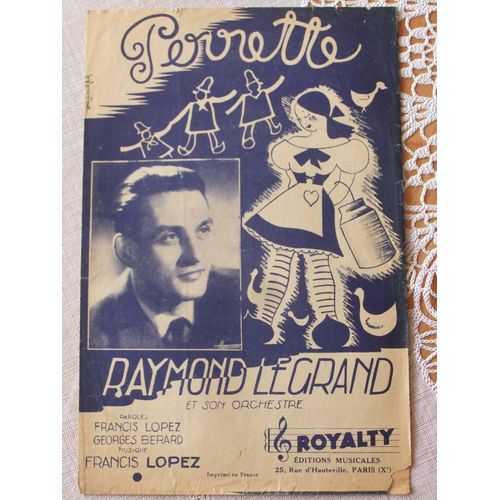 Perrette
RAYMOND LEGRAND
ET SON ORCHESTRE
PAROLES
FRANCIS LOPEZ
GEORGES BERARD
MUSIQUE
FRANCIS LOPEZ
ROYALTY
ÉDITIONS MUSICALES
25, Rue d'Hauteville, PARIS (Xᵉ)
Imprimé en France